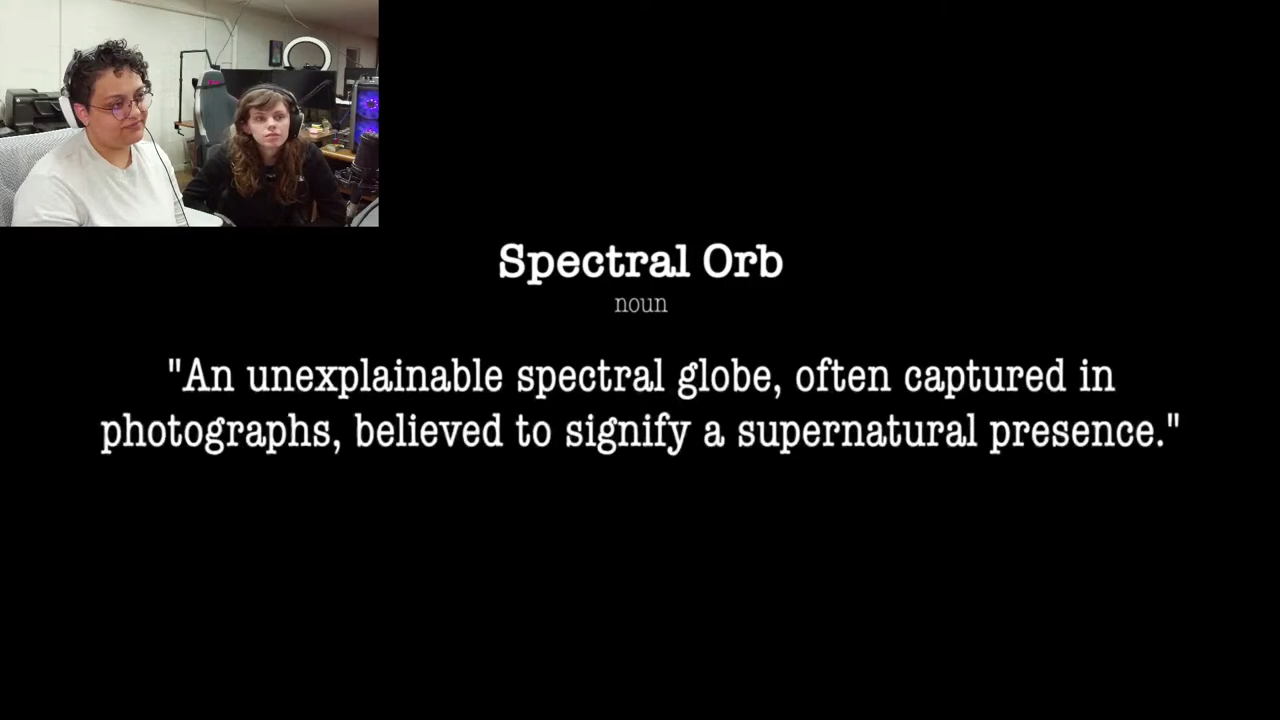 Spectral Orb
noun
"An unexplainable spectral globe, often captured in
photographs, believed to signify a supernatural presence."